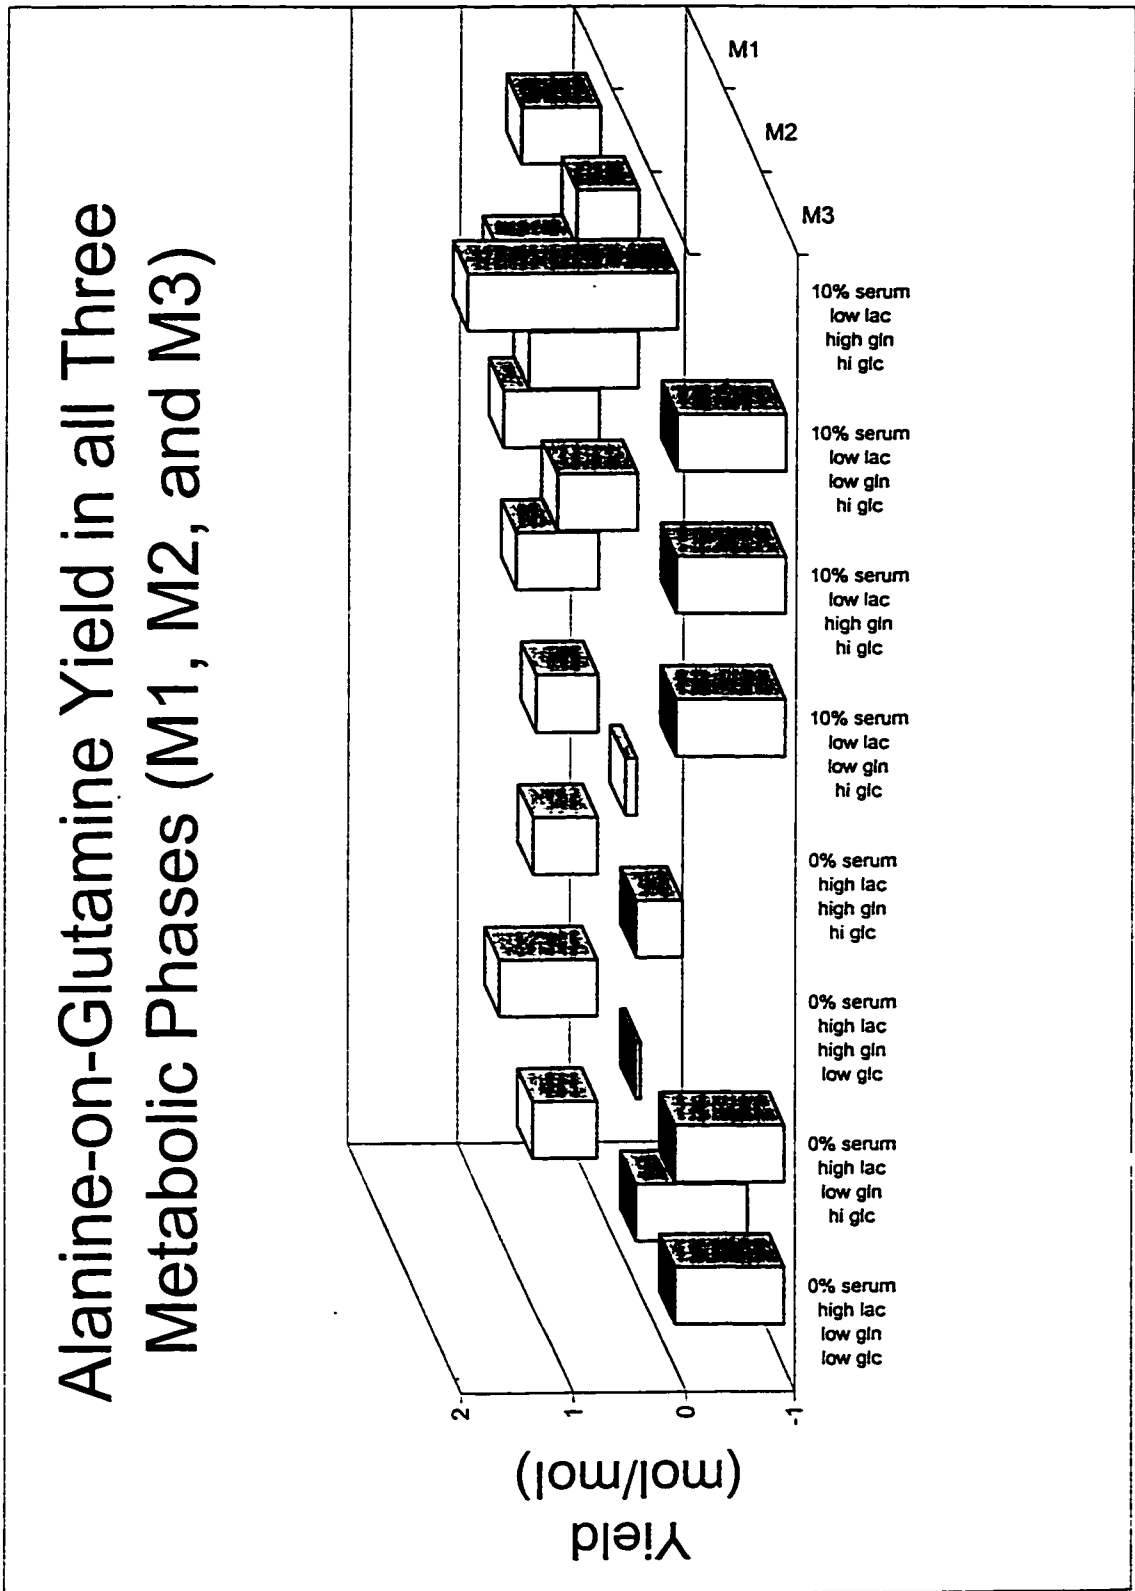 Alanine-on-Glutamine Yield in all Three
Metabolic Phases (M1, M2, and M3)
Yield
(mol/mol)
2
1
0
-1
0% serum
high lac
low gln
low glc
0% serum
high lac
low gln
hi glc
0% serum
high lac
high gln
low glc
0% serum
high lac
high gln
hi glc
10% serum
low lac
low gln
hi glc
10% serum
low lac
high gln
hi glc
10% serum
low lac
low gln
hi glc
10% serum
low lac
high gln
hi glc
M3
M2
M1